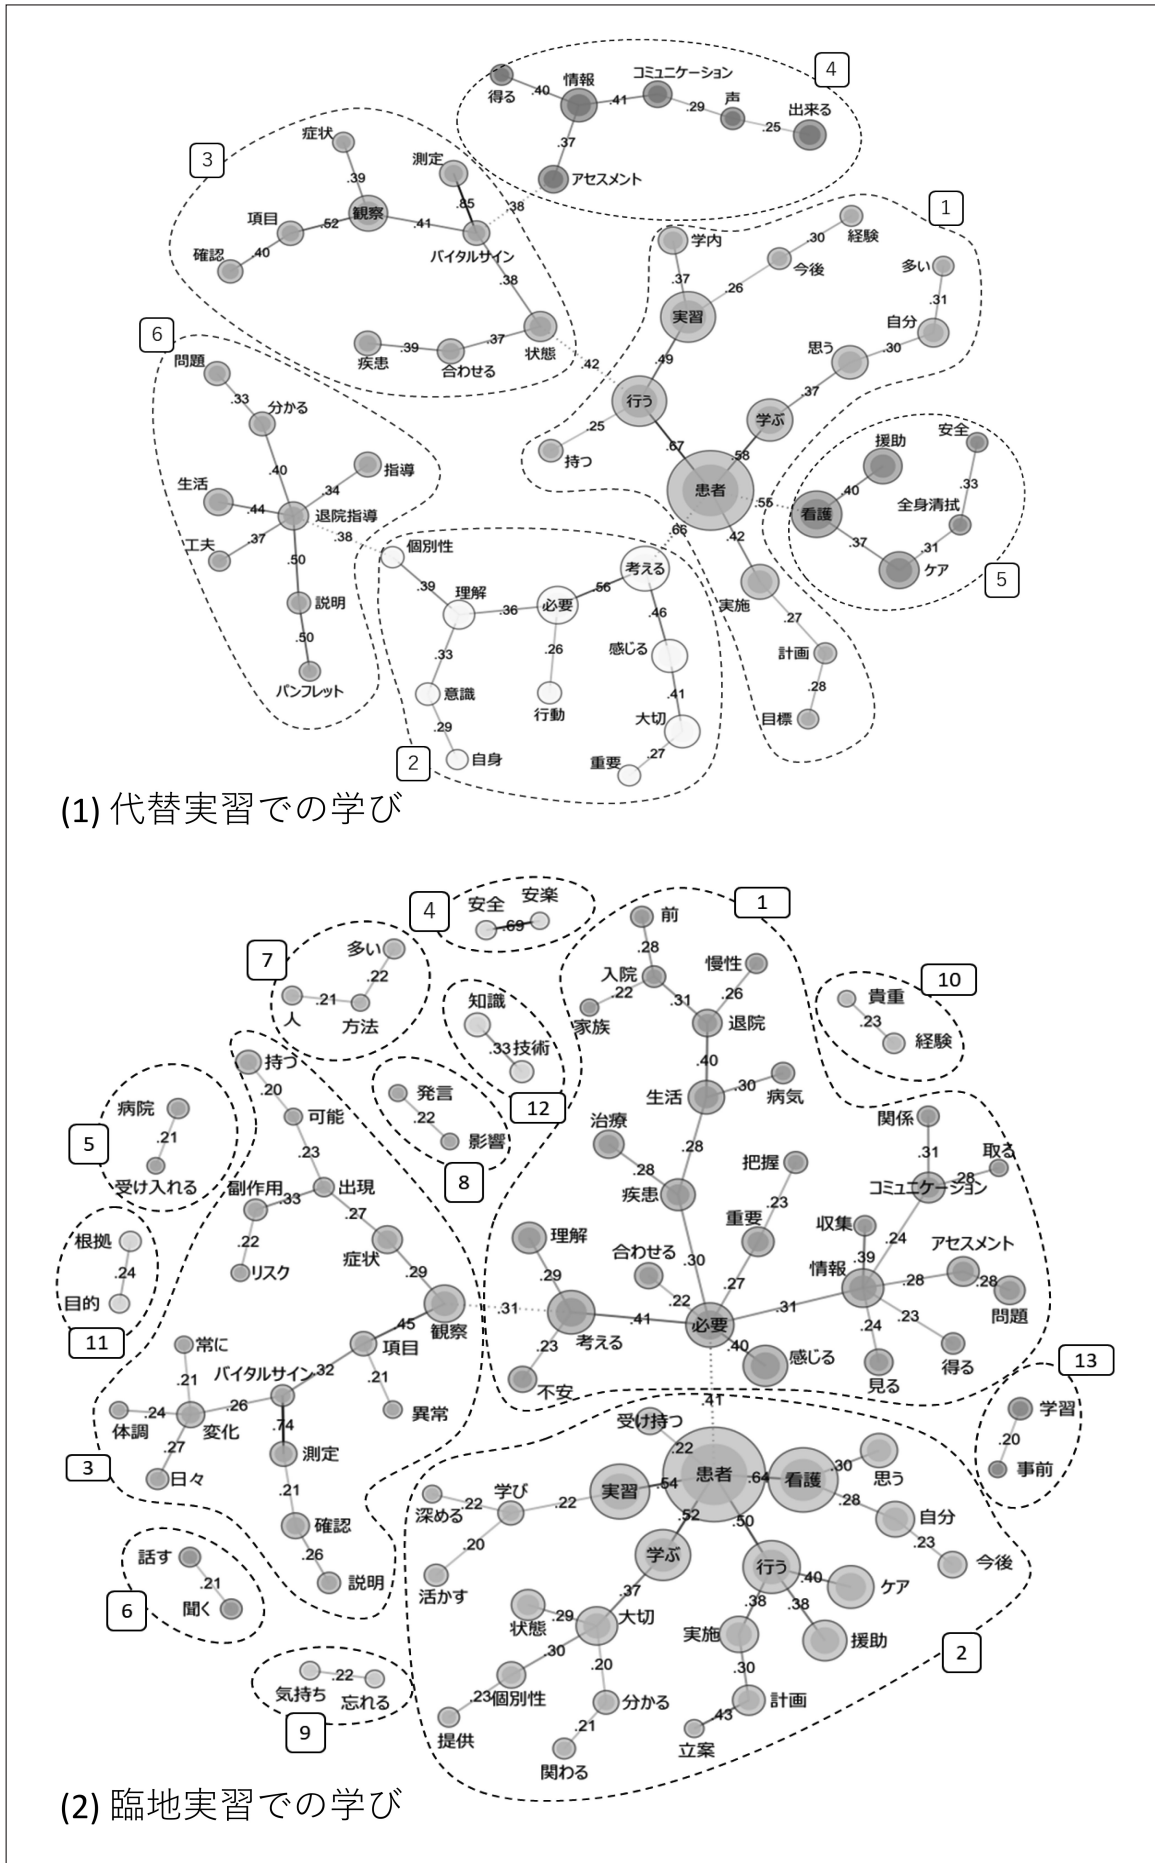 4
得る
.40
情報
.41
コミュニケーション
.29
声
.25
出来る
.37
アセスメント
.38
3
症状
.39
測定
.85
観察
.41
項目
.52
確認
.40
バイタルサイン
.38
状態
.37
合わせる
.39
疾患
.42
1
学内
.37
経験
.30
今後
.26
実習
.49
多い
.31
自分
.30
思う
.37
学ぶ
.58
行う
.25
持つ
.67
患者
.55
.66
.42
実施
.27
計画
.28
目標
援助
.40
看護
.37
ケア
.31
全身清拭
.33
安全
5
6
問題
.33
分かる
.40
指導
.34
生活
.44
退院指導
工夫
.37
.50
説明
.50
パンフレット
.38
個別性
.39
理解
.36
必要
.56
考える
.46
感じる
.41
大切
.27
重要
.26
行動
.33
意識
.29
自身
2
(1) 代替実習での学び
4
安全
.69
安楽
7
多い
.22
方法
.21
人
知識
.33
技術
12
発言
.22
影響
8
1
前
.28
入院
.22
家族
.31
慢性
.26
退院
.40
生活
.30
病気
.28
治療
.28
疾患
.30
把握
.23
重要
.27
合わせる
.22
理解
.29
考える
.41
.23
不安
必要
.40
感じる
.31
情報
.39
収集
.24
コミュニケーション
.31
関係
.28
取る
.28
アセスメント
.28
問題
.23
得る
.24
見る
10
貴重
.23
経験
5
病院
.21
受け入れる
根拠
.24
目的
11
持つ
.20
可能
.23
出現
.33
副作用
.22
リスク
.27
症状
.29
観察
.31
.45
項目
.21
異常
.32
バイタルサイン
.26
変化
.21
常に
.24
体調
.27
日々
.74
測定
.21
確認
.26
説明
3
話す
.21
聞く
6
気持ち
.22
忘れる
9
13
学習
.20
事前
.41
受け持つ
.22
患者
.54
実習
.22
学び
.22
深める
.20
活かす
.64
看護
.30
思う
.28
自分
.23
今後
.52
学ぶ
.37
大切
.29
状態
.30
個別性
.23
提供
.20
分かる
.21
関わる
.50
行う
.40
ケア
.38
援助
.38
実施
.30
計画
.43
立案
2
(2) 臨地実習での学び